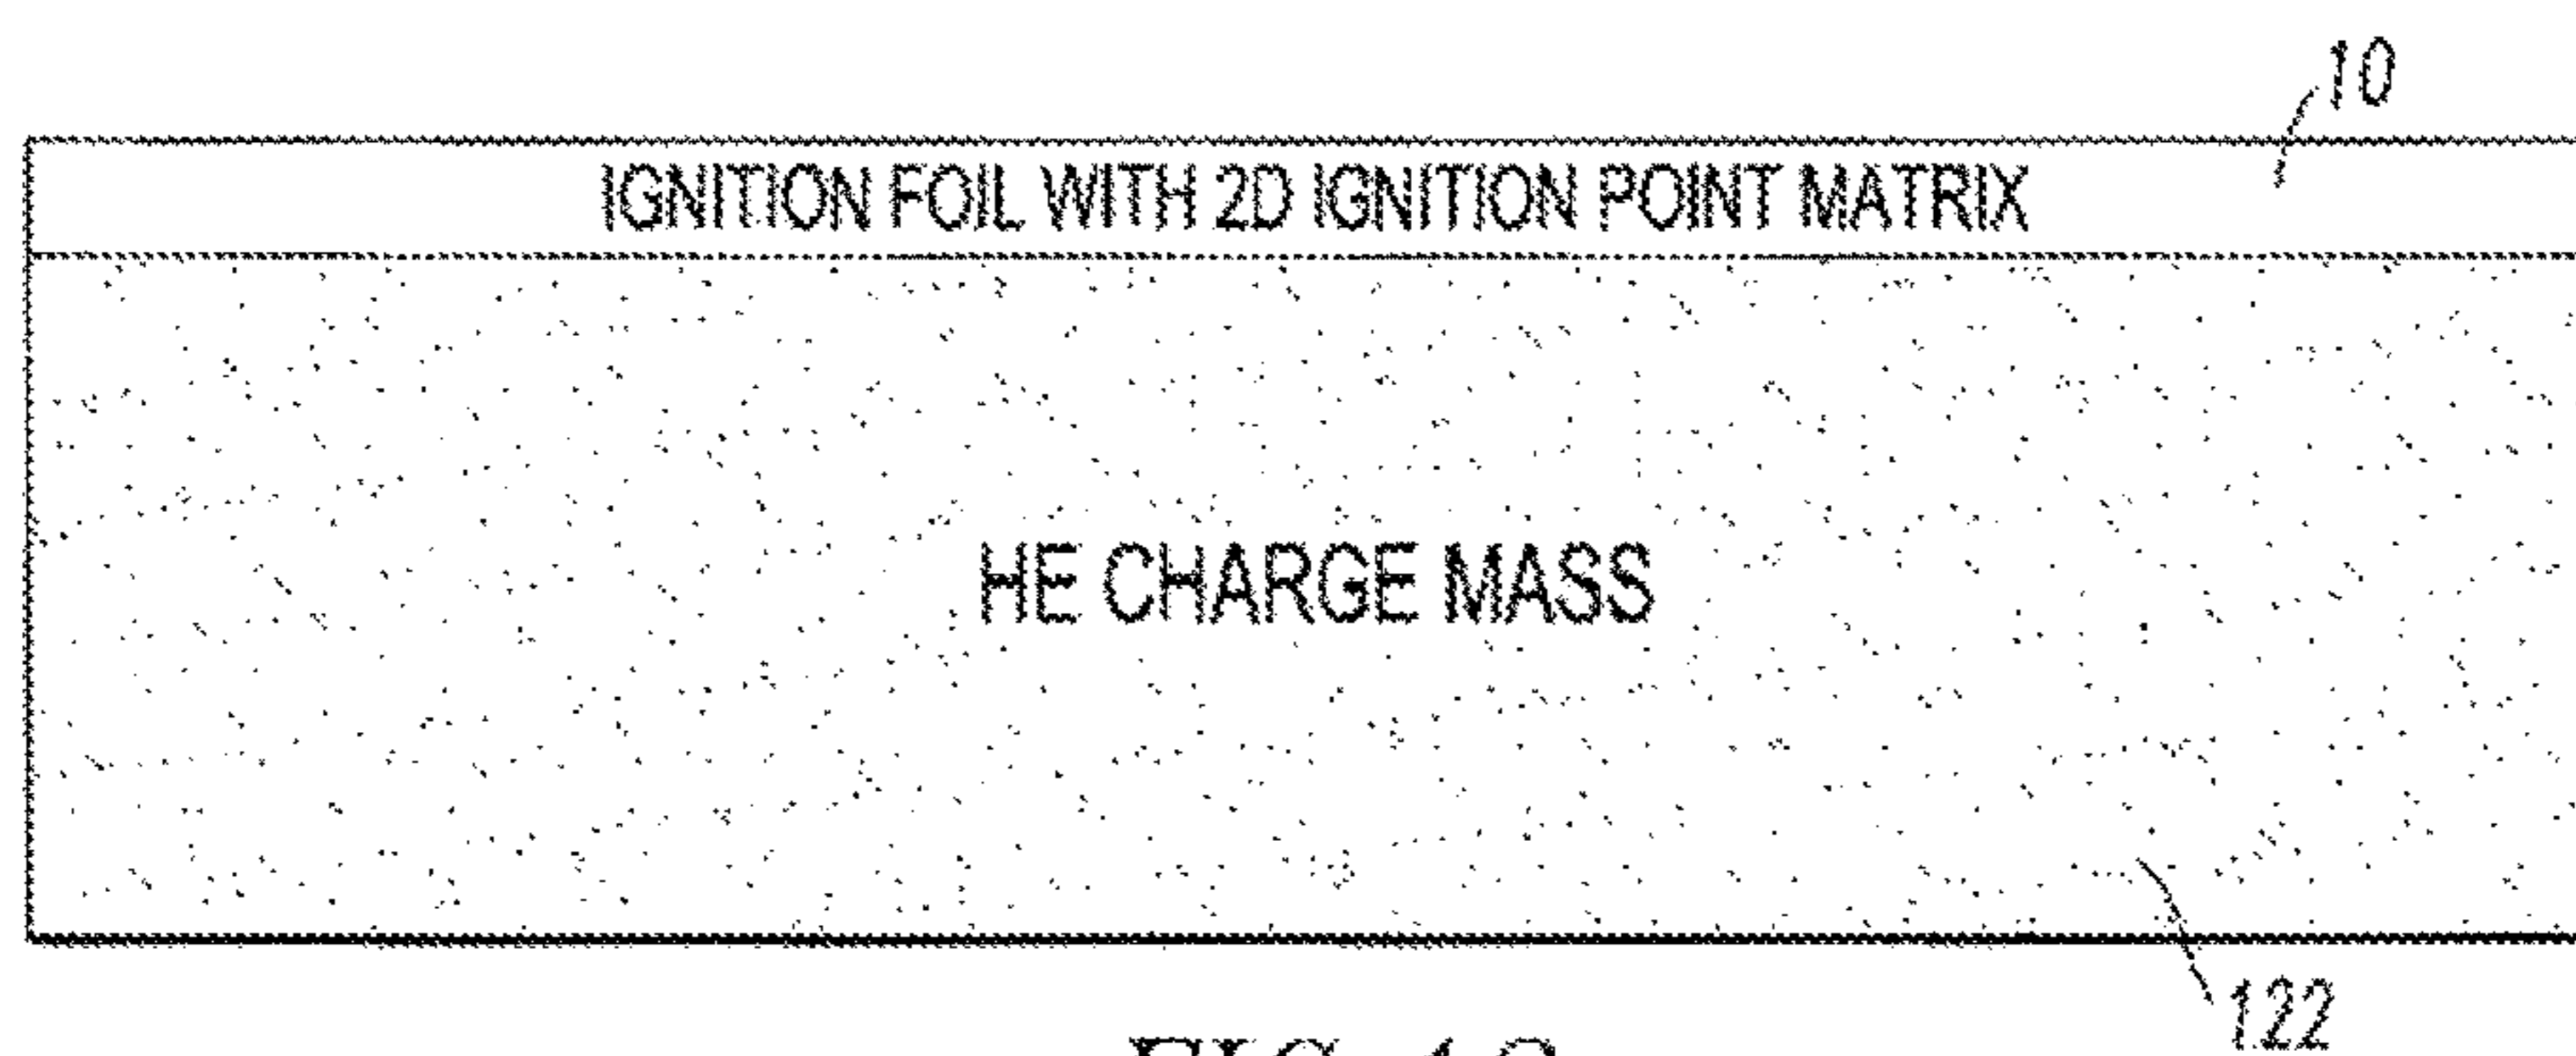 10
IGNITION FOIL WITH 2D IGNITION POINT MATRIX
HE CHARGE MASS
122